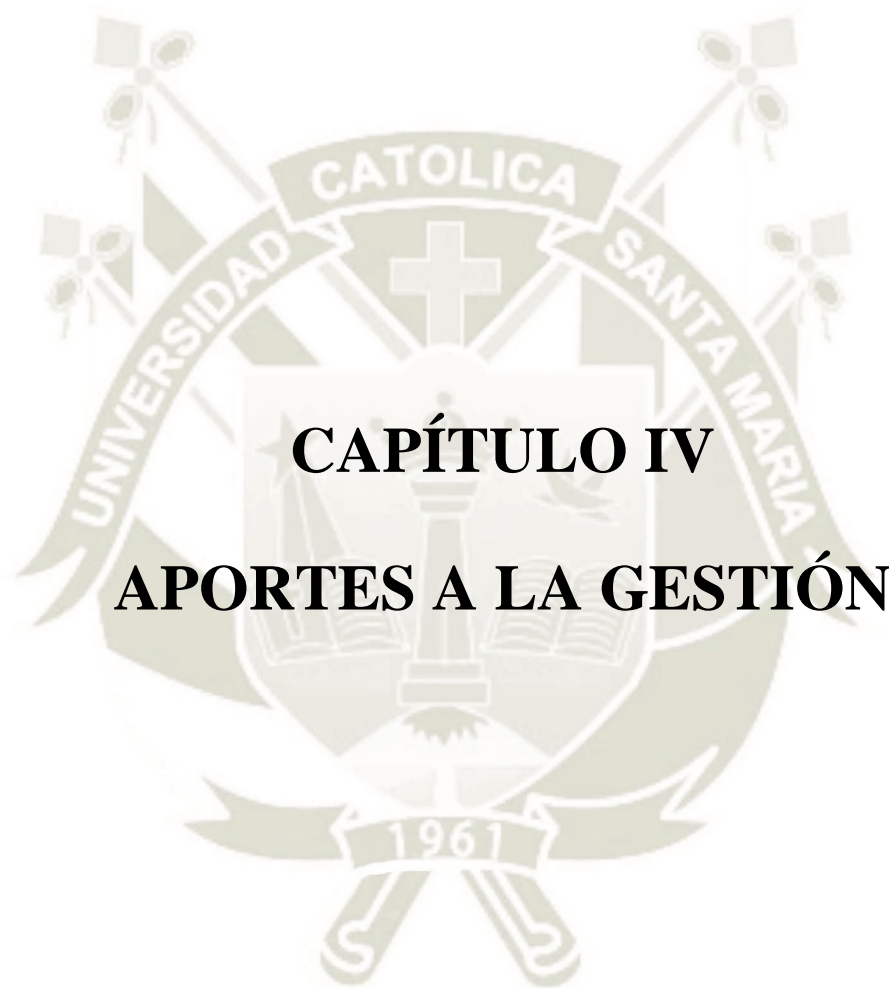 CATOLICA
UNIVERSIDAD
SANTA MARIA
CAPÍTULO IV
APORTES A LA GESTIÓN
1961